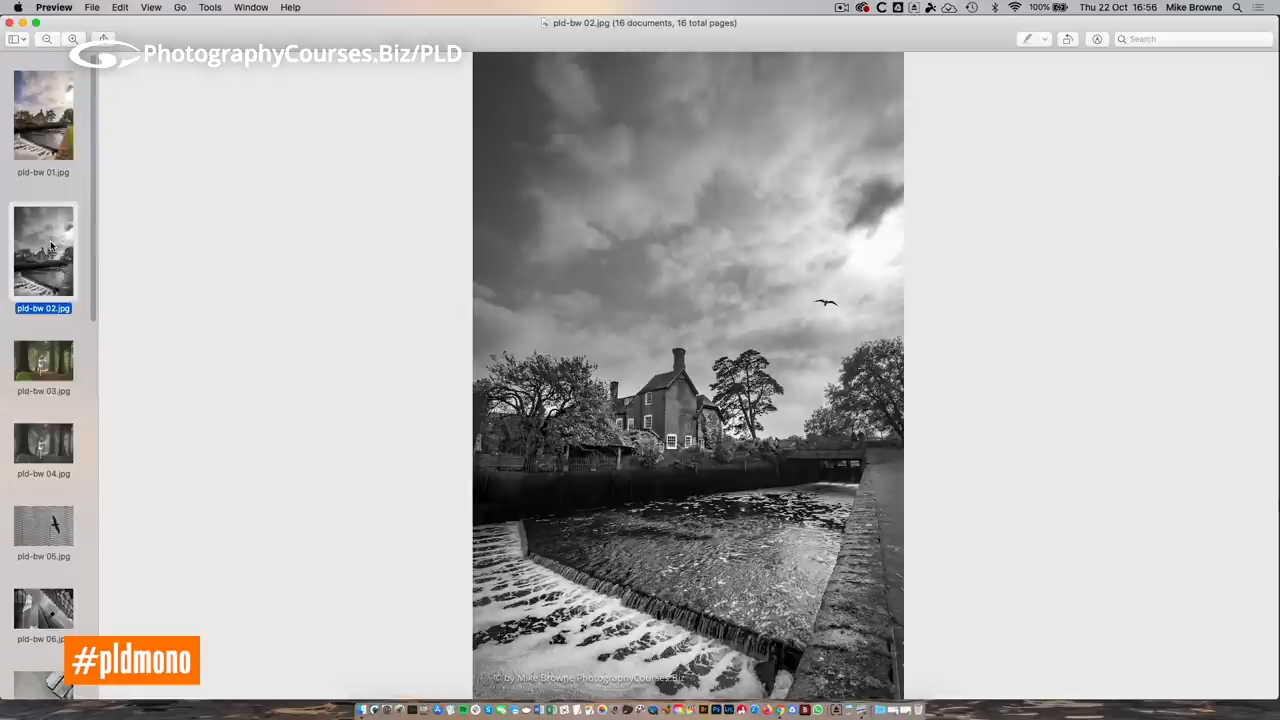 Preview File Edit View Go Tools Window Help 100% Thu 22 Oct 16:56 Mike Browne
pld-bw 02.jpg (16 documents, 16 total pages)
Search
PhotographyCourses.Biz/PLD
pld-bw 01.jpg
pld-bw 02.jpg
pld-bw 03.jpg
pld-bw 04.jpg
pld-bw 05.jpg
pld-bw 06.jpg
#pldmono
© by Mike Browne PhotographyCourses.Biz